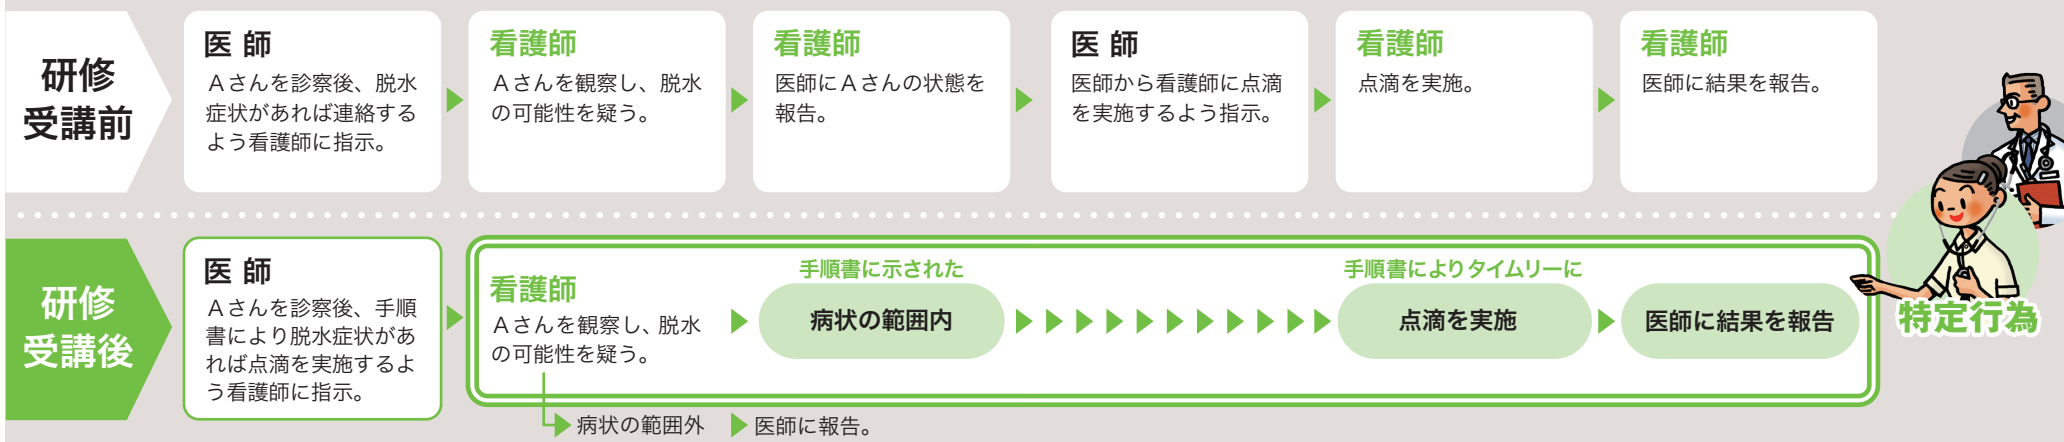 研修
受講前
医 師
Aさんを診察後、脱水
症状があれば連絡する
よう看護師に指示。
看護師
Aさんを観察し、脱水
の可能性を疑う。
看護師
医師にAさんの状態を
報告。
医 師
医師から看護師に点滴
を実施するよう指示。
看護師
点滴を実施。
看護師
医師に結果を報告。
研修
受講後
医 師
Aさんを診察後、手順
書により脱水症状があ
れば点滴を実施するよ
う看護師に指示。
看護師
Aさんを観察し、脱水
の可能性を疑う。
手順書に示された
病状の範囲内
手順書によりタイムリーに
点滴を実施
医師に結果を報告
特定行為
病状の範囲外
医師に報告。